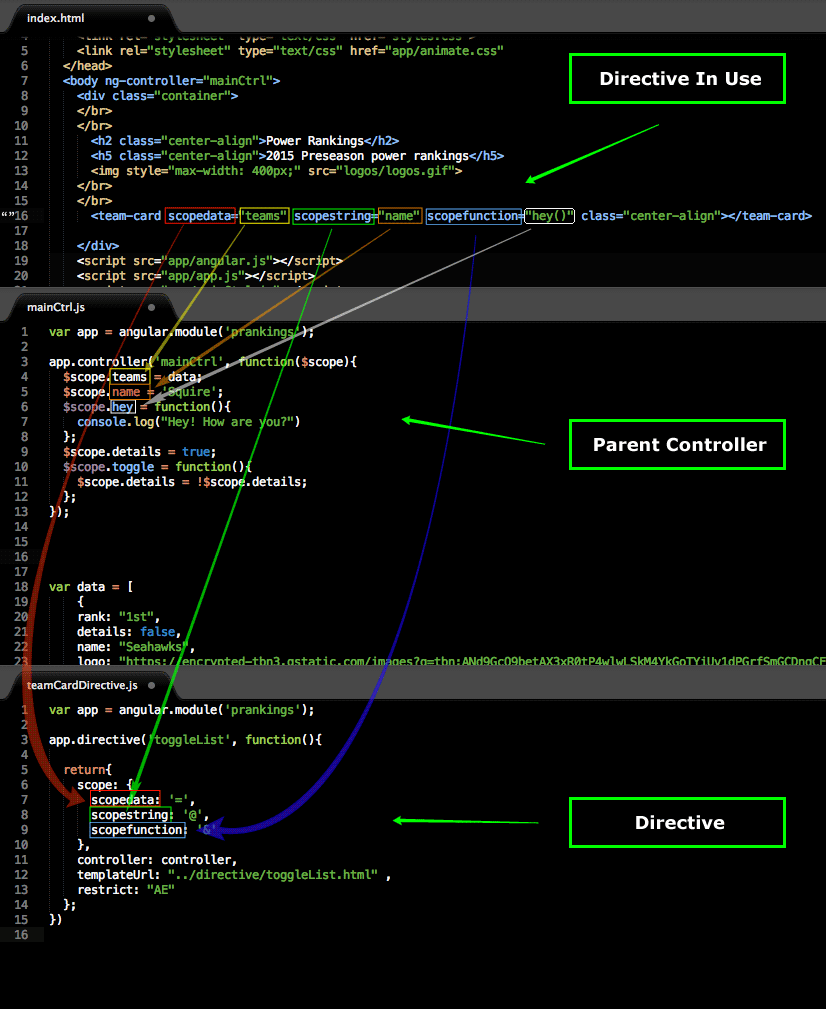 index.html
4 <link rel="stylesheet" type="text/css" href="styles.css">
5 <link rel="stylesheet" type="text/css" href="app/animate.css"
6 </head>
7 <body ng-controller="mainCtrl">
8 <div class="container">
9 </br>
10 </br>
11 <h2 class="center-align">Power Rankings</h2>
12 <h5 class="center-align">2015 Preseason power rankings</h5>
13 <img style="max-width: 400px;" src="logos/logos.gif">
14 </br>
15 </br>
“”16 <team-card scopedata="teams" scopestring="name" scopefunction="hey()" class="center-align"></team-card>
17
18 </div>
19 <script src="app/angular.js"></script>
20 <script src="app/app.js"></script>
Directive In Use
mainCtrl.js
1 var app = angular.module('prankings');
2
3 app.controller('mainCtrl', function($scope){
4 $scope.teams = data;
5 $scope.name = 'Squire';
6 $scope.hey = function(){
7 console.log("Hey! How are you?")
8 };
9 $scope.details = true;
10 $scope.toggle = function(){
11 $scope.details = !$scope.details;
12 };
13 });
14
15
16
17
18 var data = [
19 {
20 rank: "1st",
21 details: false,
22 name: "Seahawks",
23 logo: "https://encrypted-tbn3.gstatic.com/images?q=tbn:
Parent Controller
teamCardDirective.js
1 var app = angular.module('prankings');
2
3 app.directive('toggleList', function(){
4
5 return{
6 scope: {
7 scopedata: '=',
8 scopestring: '@',
9 scopefunction: '&'
10 },
11 controller: controller,
12 templateUrl: "../directive/toggleList.html" ,
13 restrict: "AE"
14 };
15 })
16
Directive